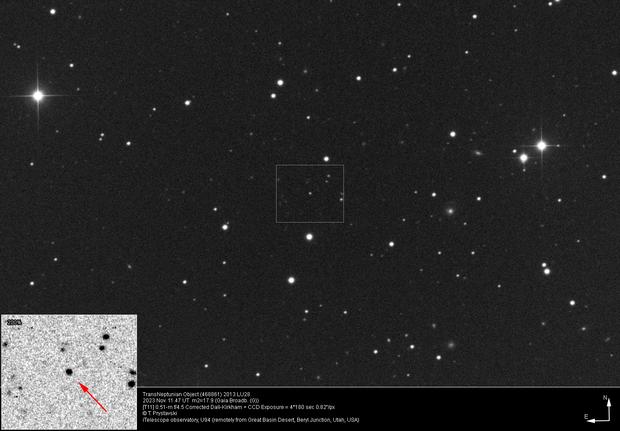 200%
TransNeptunian Object (468861) 2013 LU28
2023 Nov 11.47 UT m2=17.9 (Gaia Broadb. (G))
[T11] 0.51-m f/4.5 Corrected Dall-Kirkham + CCD Exposure = 4*180 sec 0.82"/px
© T. Prystavski
iTelescope observatory, U94 (remotely from Great Basin Desert, Beryl Junction, Utah, USA)
N
E